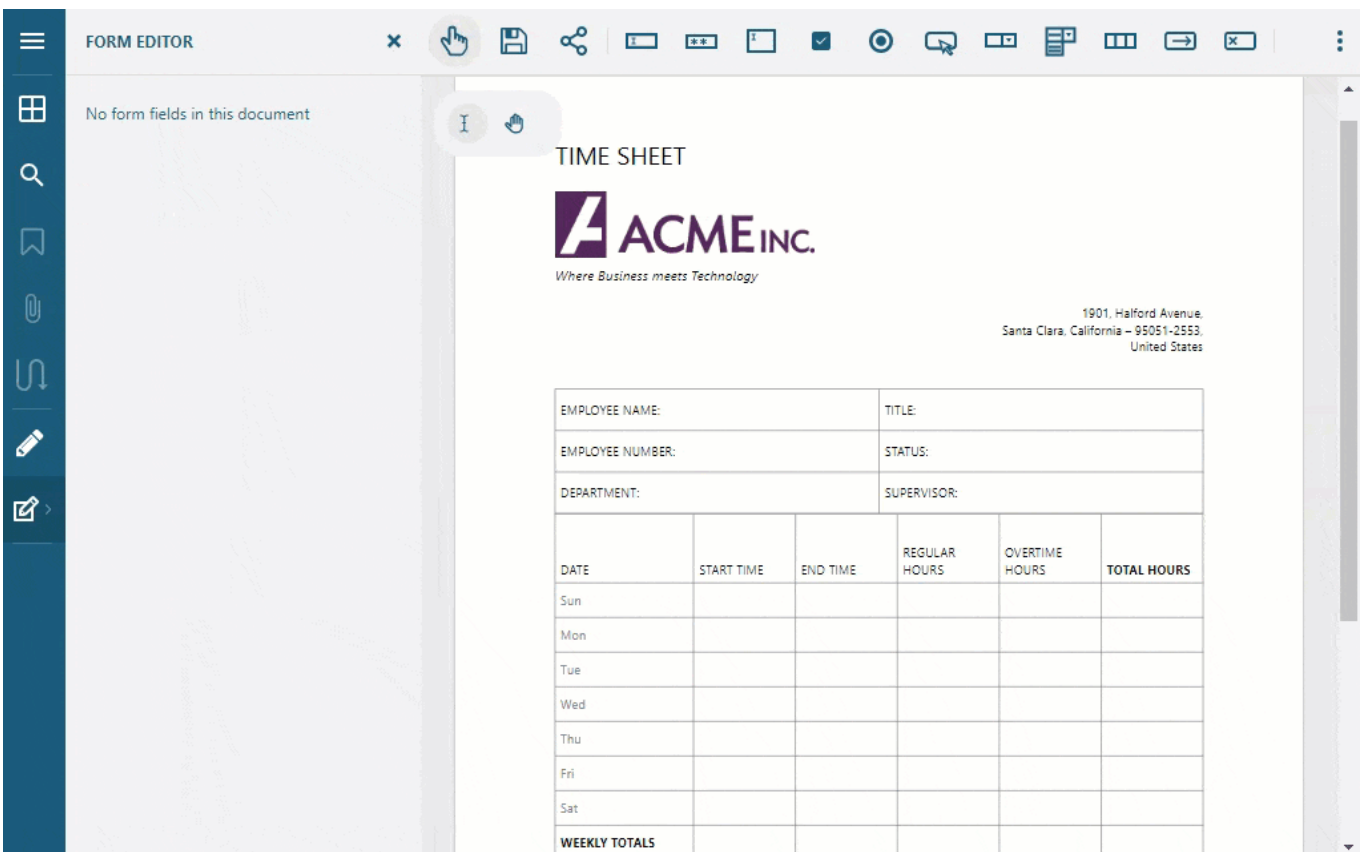 FORM EDITOR
No form fields in this document
TIME SHEET
ACME INC.
Where Business meets Technology
1901, Halford Avenue,
Santa Clara, California – 95051-2553,
United States
EMPLOYEE NAME: TITLE:
EMPLOYEE NUMBER: STATUS:
DEPARTMENT: SUPERVISOR:
DATE START TIME END TIME REGULAR HOURS OVERTIME HOURS TOTAL HOURS
Sun
Mon
Tue
Wed
Thu
Fri
Sat
WEEKLY TOTALS